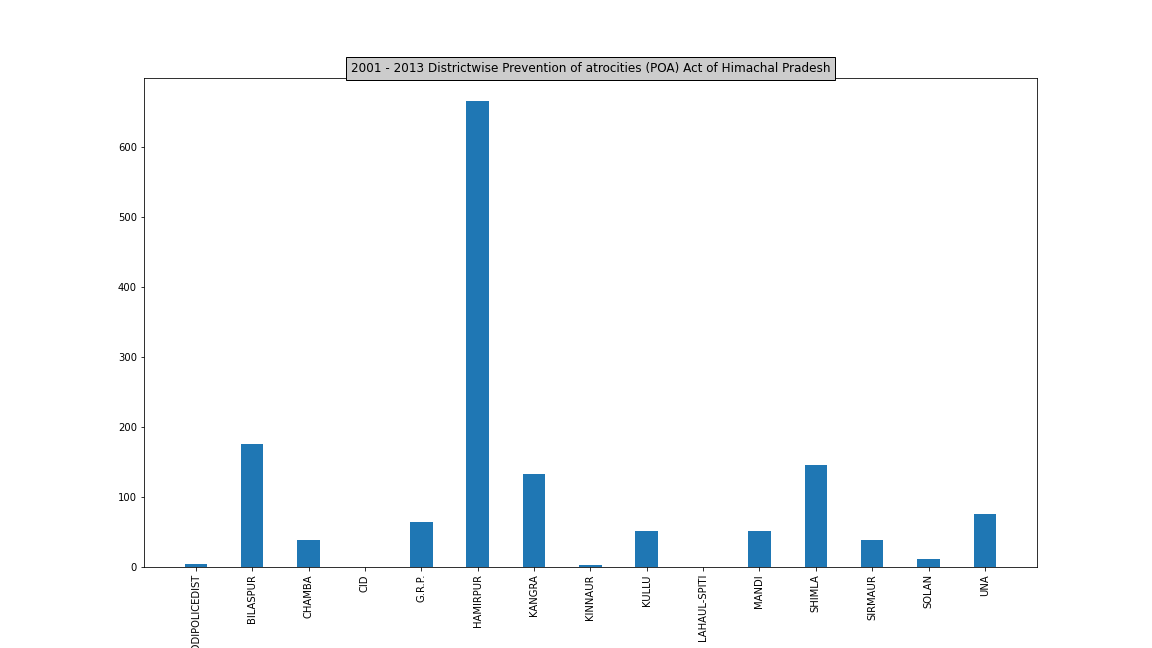 2001 - 2013 Districtwise Prevention of atrocities (POA) Act of Himachal Pradesh
600
500
400
300
200
100
0
BILASPUR
CHAMBA
CID
G.R.P.
HAMIRPUR
KANGRA
KINNAUR
KULLU
LAHAUL-SPITI
MANDI
SHIMLA
SIRMAUR
SOLAN
UNA